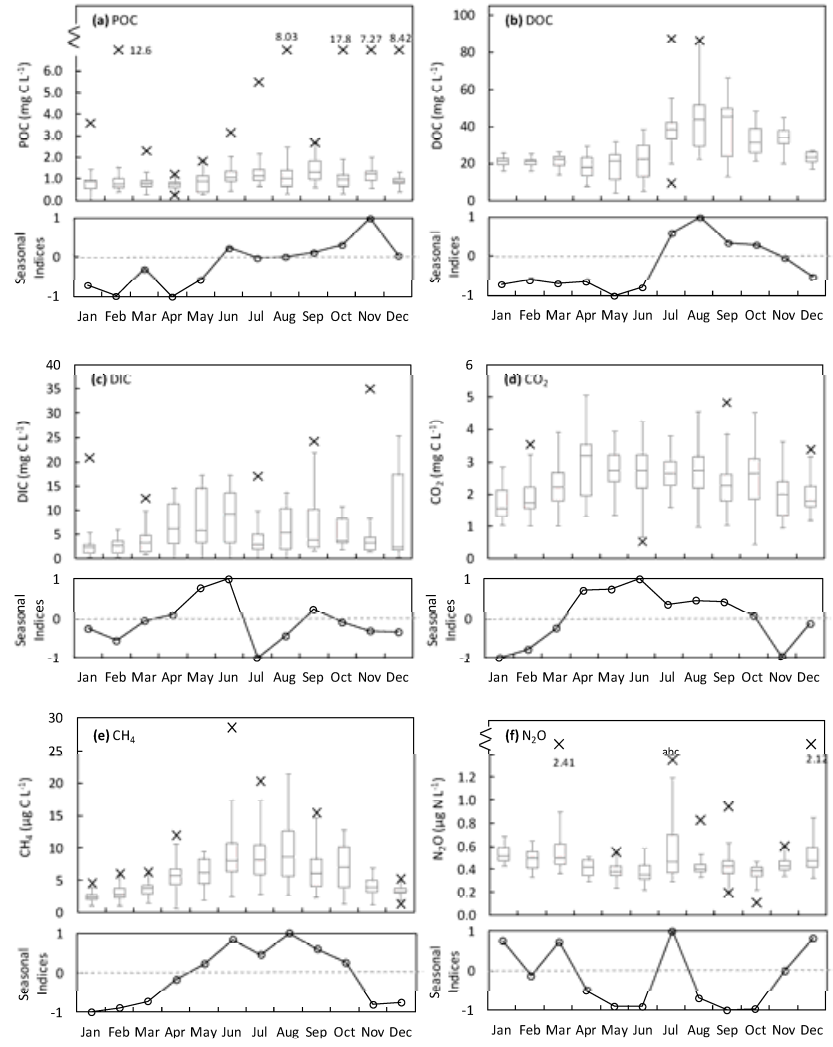 (a) POC
12.6
8.03
17.8
7.27
8.42
POC (mg C L⁻¹)
6.0
5.0
4.0
3.0
2.0
1.0
0.0
Seasonal
Indices
1
0
-1
Jan Feb Mar Apr May Jun Jul Aug Sep Oct Nov Dec
(b) DOC
DOC (mg C L⁻¹)
100
80
60
40
20
0
Seasonal
Indices
1
0
-1
Jan Feb Mar Apr May Jun Jul Aug Sep Oct Nov Dec
(c) DIC
DIC (mg C L⁻¹)
40
35
30
25
20
15
10
5
0
Seasonal
Indices
1
0
-1
Jan Feb Mar Apr May Jun Jul Aug Sep Oct Nov Dec
(d) CO₂
CO₂ (mg C L⁻¹)
6
5
4
3
2
1
0
Seasonal
Indices
1
0
-1
Jan Feb Mar Apr May Jun Jul Aug Sep Oct Nov Dec
(e) CH₄
CH₄ (µg C L⁻¹)
30
25
20
15
10
5
0
Seasonal
Indices
1
0
-1
Jan Feb Mar Apr May Jun Jul Aug Sep Oct Nov Dec
(f) N₂O
2.41
abc
2.12
N₂O (µg N L⁻¹)
1.2
1.0
0.8
0.6
0.4
0.2
0.0
Seasonal
Indices
1
0
-1
Jan Feb Mar Apr May Jun Jul Aug Sep Oct Nov Dec